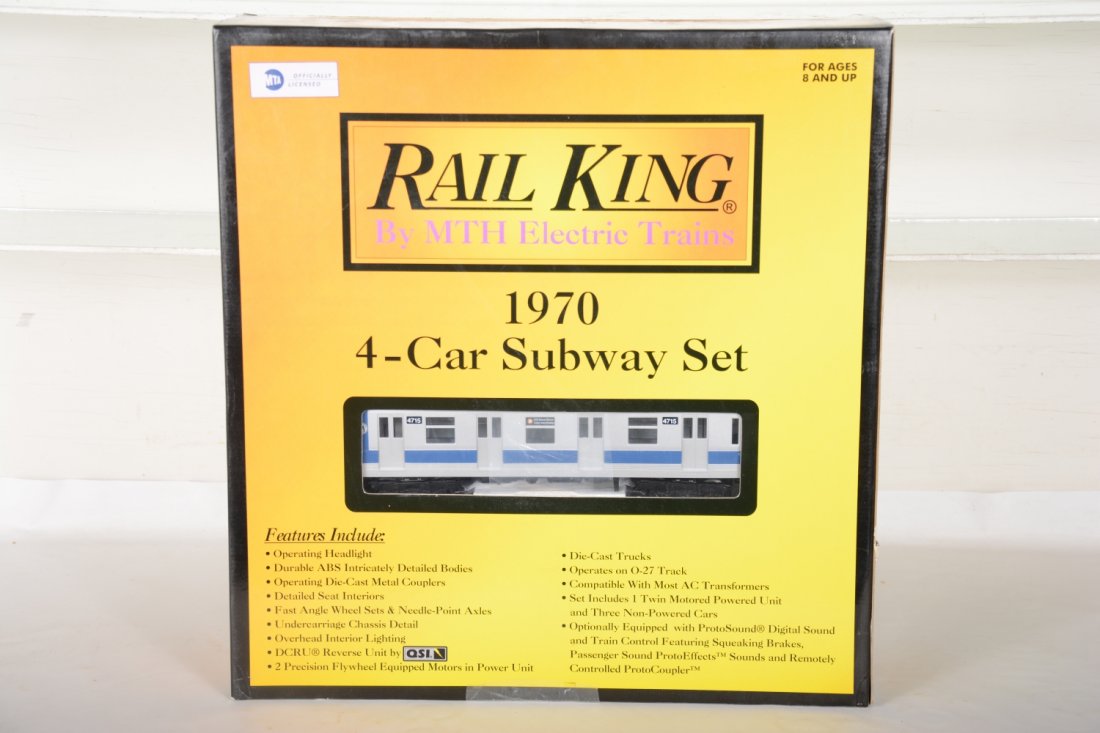 MTA OFFICIALLY
LICENSED
FOR AGES
8 AND UP
RAIL KING®
By MTH Electric Trains
1970
4-Car Subway Set
4715
4715
Features Include:
• Operating Headlight
• Durable ABS Intricately Detailed Bodies
• Operating Die-Cast Metal Couplers
• Detailed Seat Interiors
• Fast Angle Wheel Sets & Needle-Point Axles
• Undercarriage Chassis Detail
• Overhead Interior Lighting
• DCRU® Reverse Unit by QSI
• 2 Precision Flywheel Equipped Motors in Power Unit
• Die-Cast Trucks
• Operates on O-27 Track
• Compatible With Most AC Transformers
• Set Includes 1 Twin Motored Powered Unit
and Three Non-Powered Cars
• Optionally Equipped with ProtoSound® Digital Sound
and Train Control Featuring Squeaking Brakes,
Passenger Sound ProtoEffects™ Sounds and Remotely
Controlled ProtoCoupler™